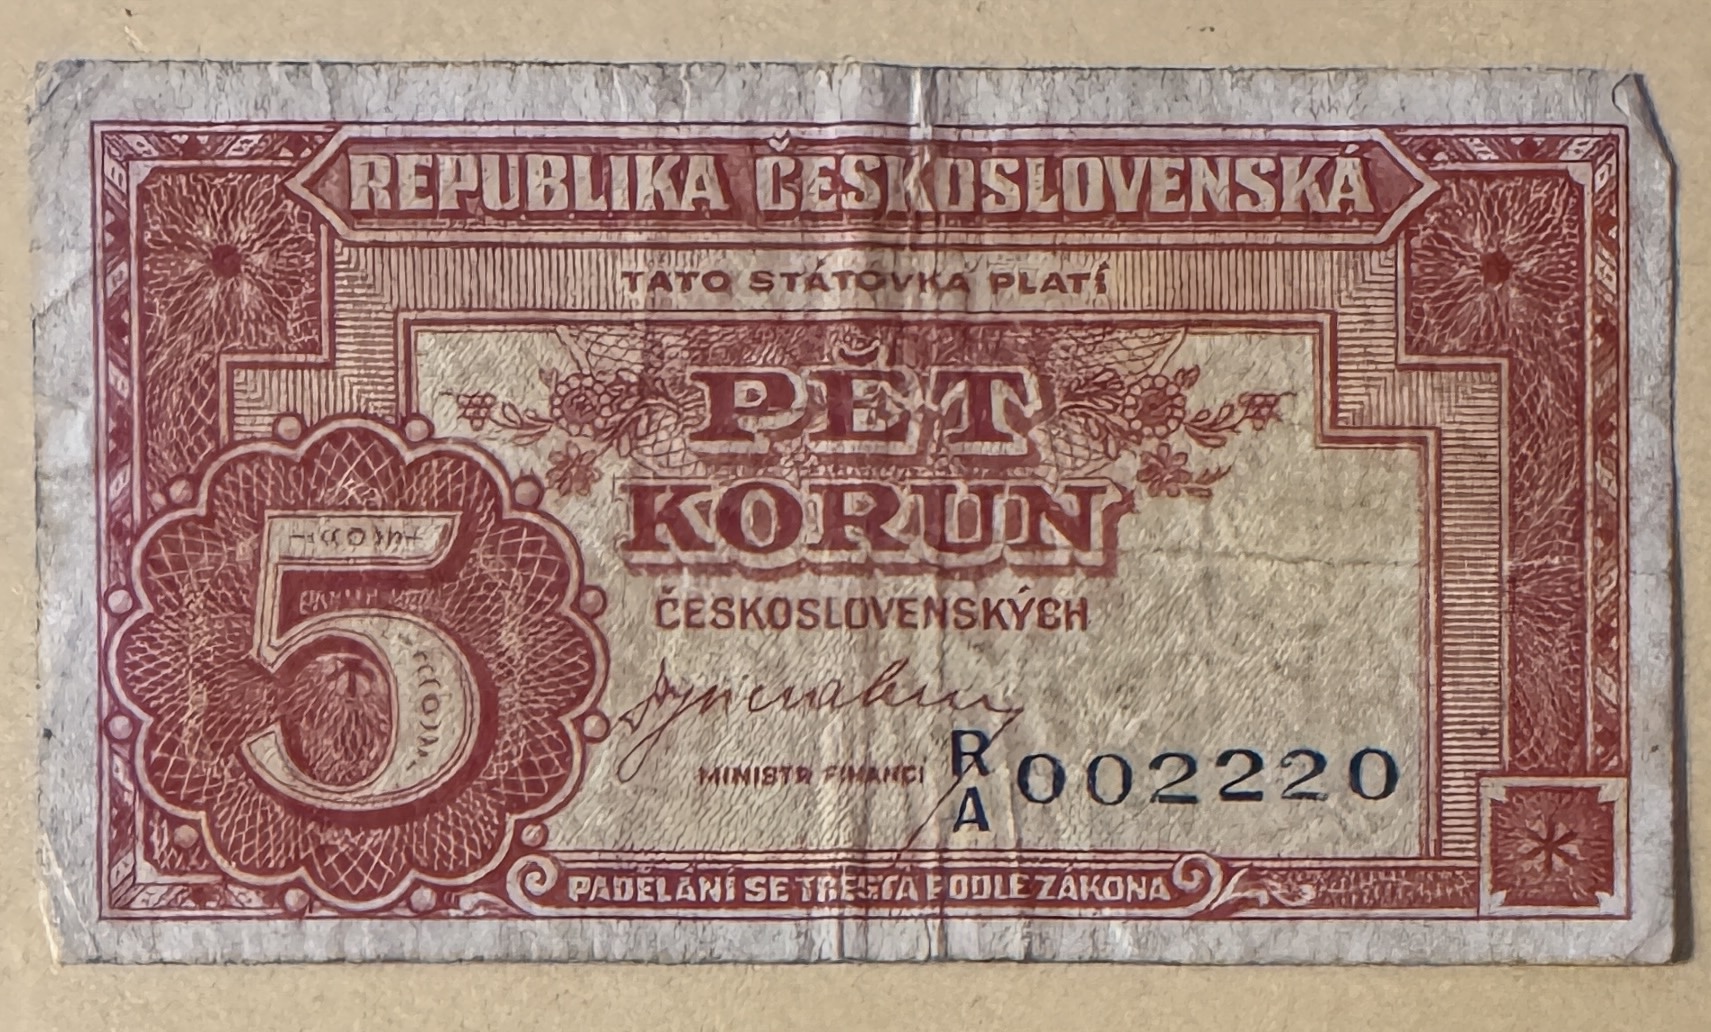 REPUBLIKA ČESKOSLOVENSKÁ
TATO STÁTOVKA PLATÍ
PĚT
KORUN
ČESKOSLOVENSKÝCH
5
MINISTR FINANCÍ
R/A 002220
PADĚLÁNÍ SE TRESTÁ PODLE ZÁKONA